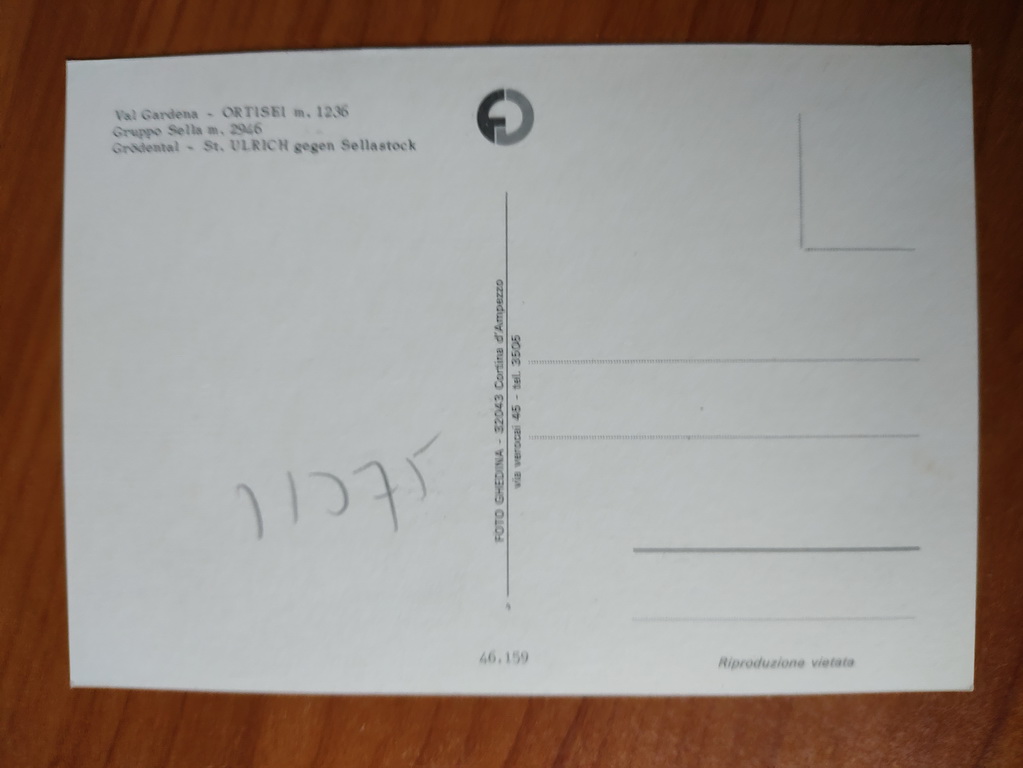 Val Gardena - ORTISEI m. 1236
Gruppo Sella m. 2946
Grödental - St. ULRICH gegen Sellastock
FOTO GHEDINA - 32043 Cortina d'Ampezzo
via verocai 45 - tel. 3506
46.159
Riproduzione vietata